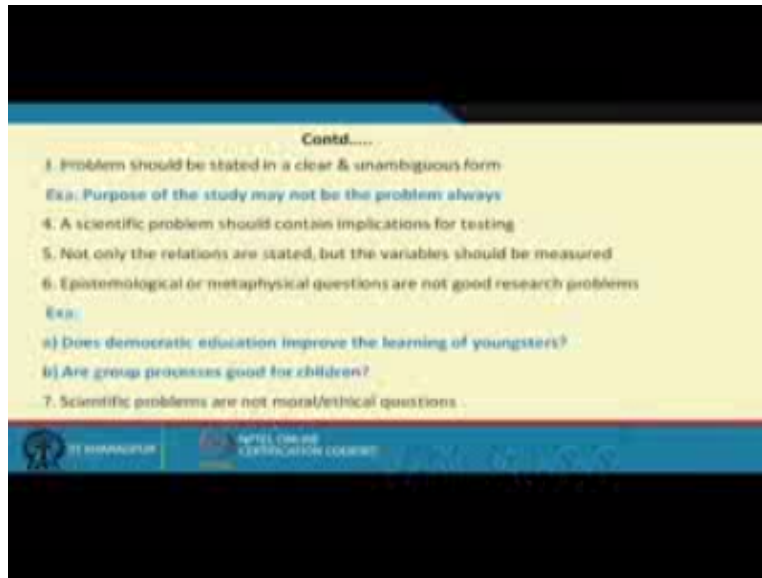 Contd.....
3. Problem should be stated in a clear & unambiguous form
Exa: Purpose of the study may not be the problem always
4. A scientific problem should contain implications for testing
5. Not only the relations are stated, but the variables should be measured
6. Epistemological or metaphysical questions are not good research problems
Exa:
a) Does democratic education improve the learning of youngsters?
b) Are group processes good for children?
7. Scientific problems are not moral/ethical questions
IIT KHARAGPUR
NPTEL ONLINE
CERTIFICATION COURSES